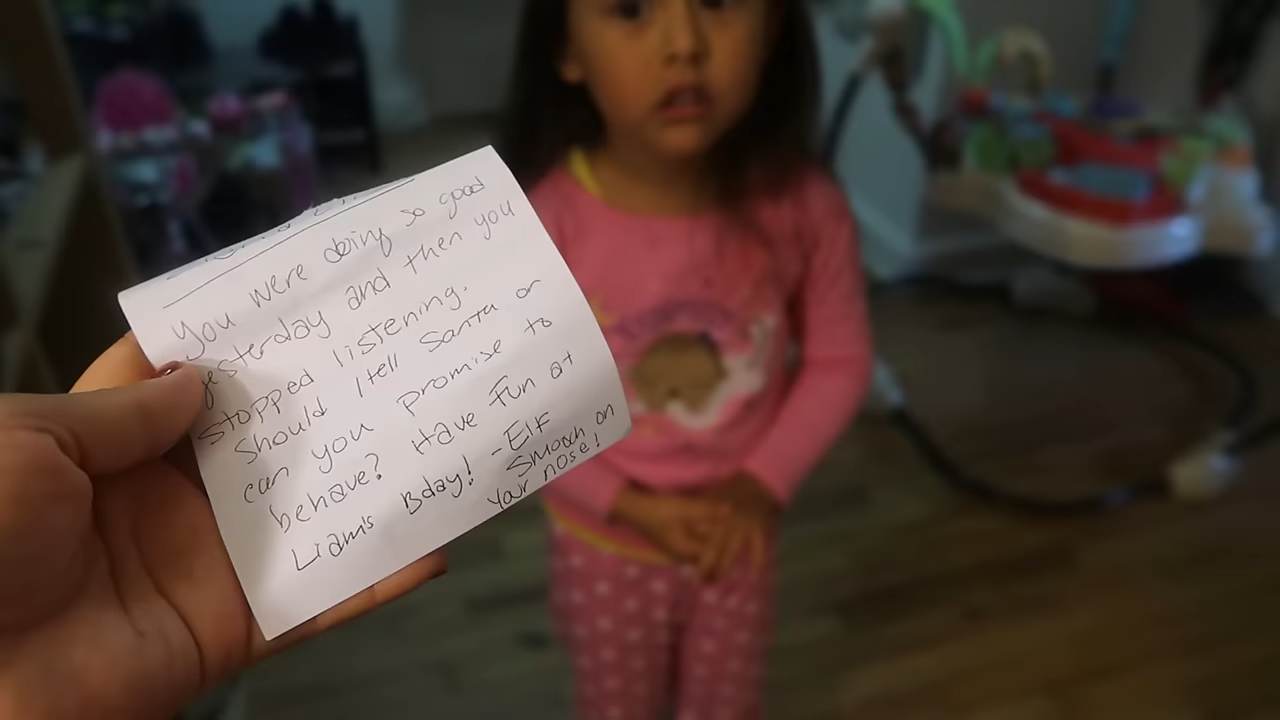 You were doing so good
yesterday and then you
stopped listening.
Should I tell Santa or
can you promise to
behave? Have Fun at
Liam's Bday! -Elf
Smooch on
Your nose!